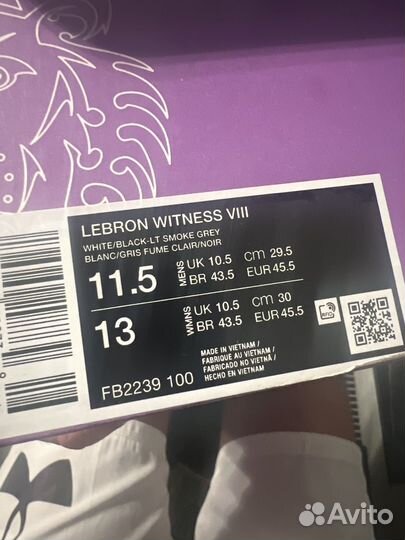 LEBRON WITNESS VIII
WHITE/BLACK-LT SMOKE GREY
BLANC/GRIS FUME CLAIR/NOIR
11.5 MENS UK 10.5 CM 29.5
BR 43.5 EUR 45.5
13 WMNS UK 10.5 CM 30
BR 43.5 EUR 45.5
MADE IN VIETNAM /
FABRIQUE AU VIETNAM /
FABRICADO NO VIETNÃ /
HECHO EN VIETNAM
FB2239 100
Avito